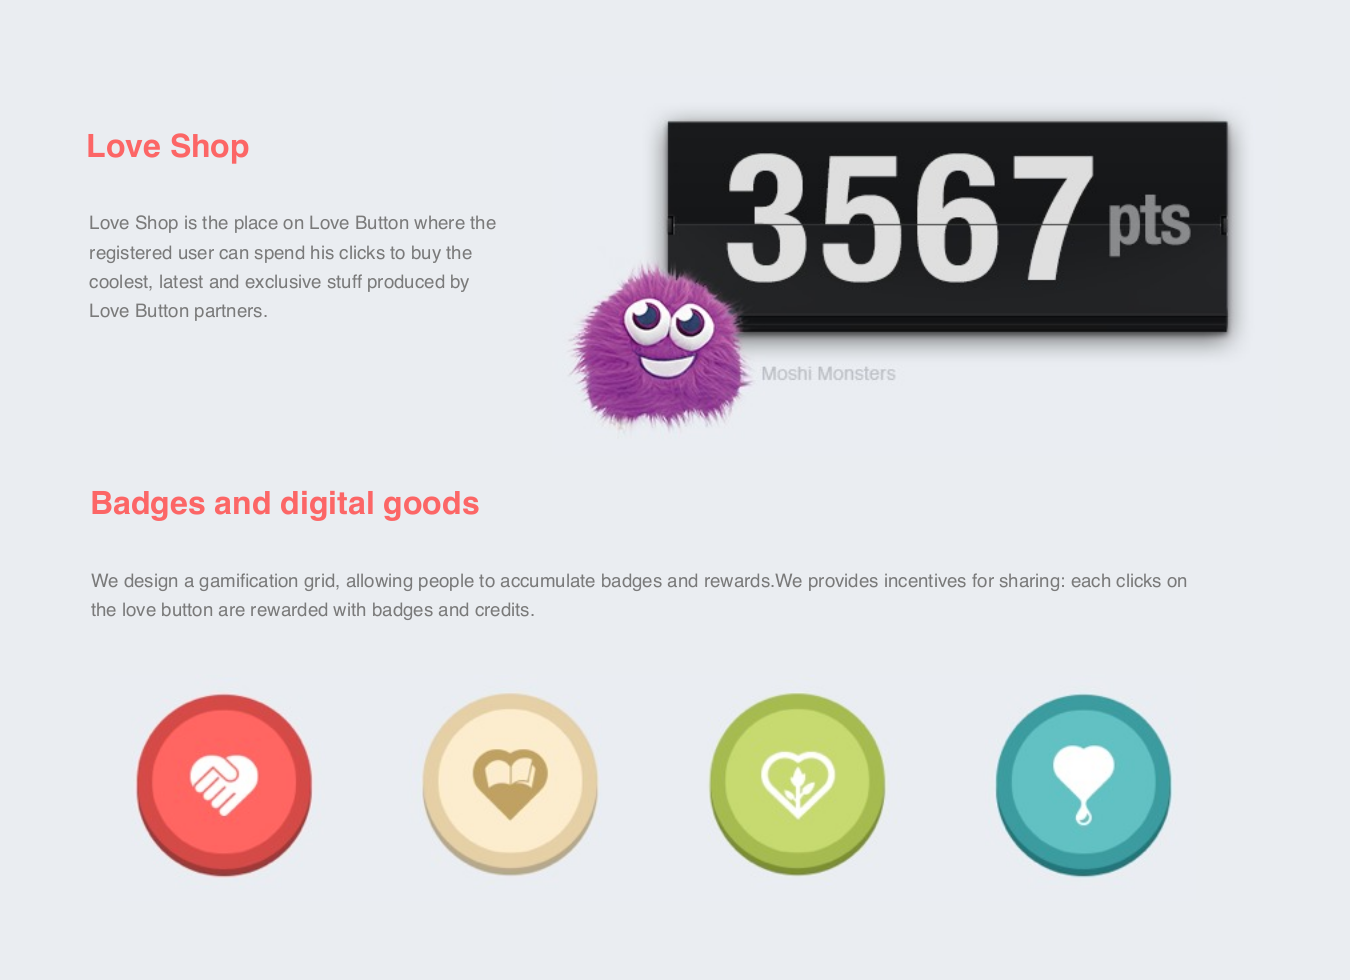 Love Shop
Love Shop is the place on Love Button where the
registered user can spend his clicks to buy the
coolest, latest and exclusive stuff produced by
Love Button partners.
3567 pts
Moshi Monsters
Badges and digital goods
We design a gamification grid, allowing people to accumulate badges and rewards.We provides incentives for sharing: each clicks on
the love button are rewarded with badges and credits.